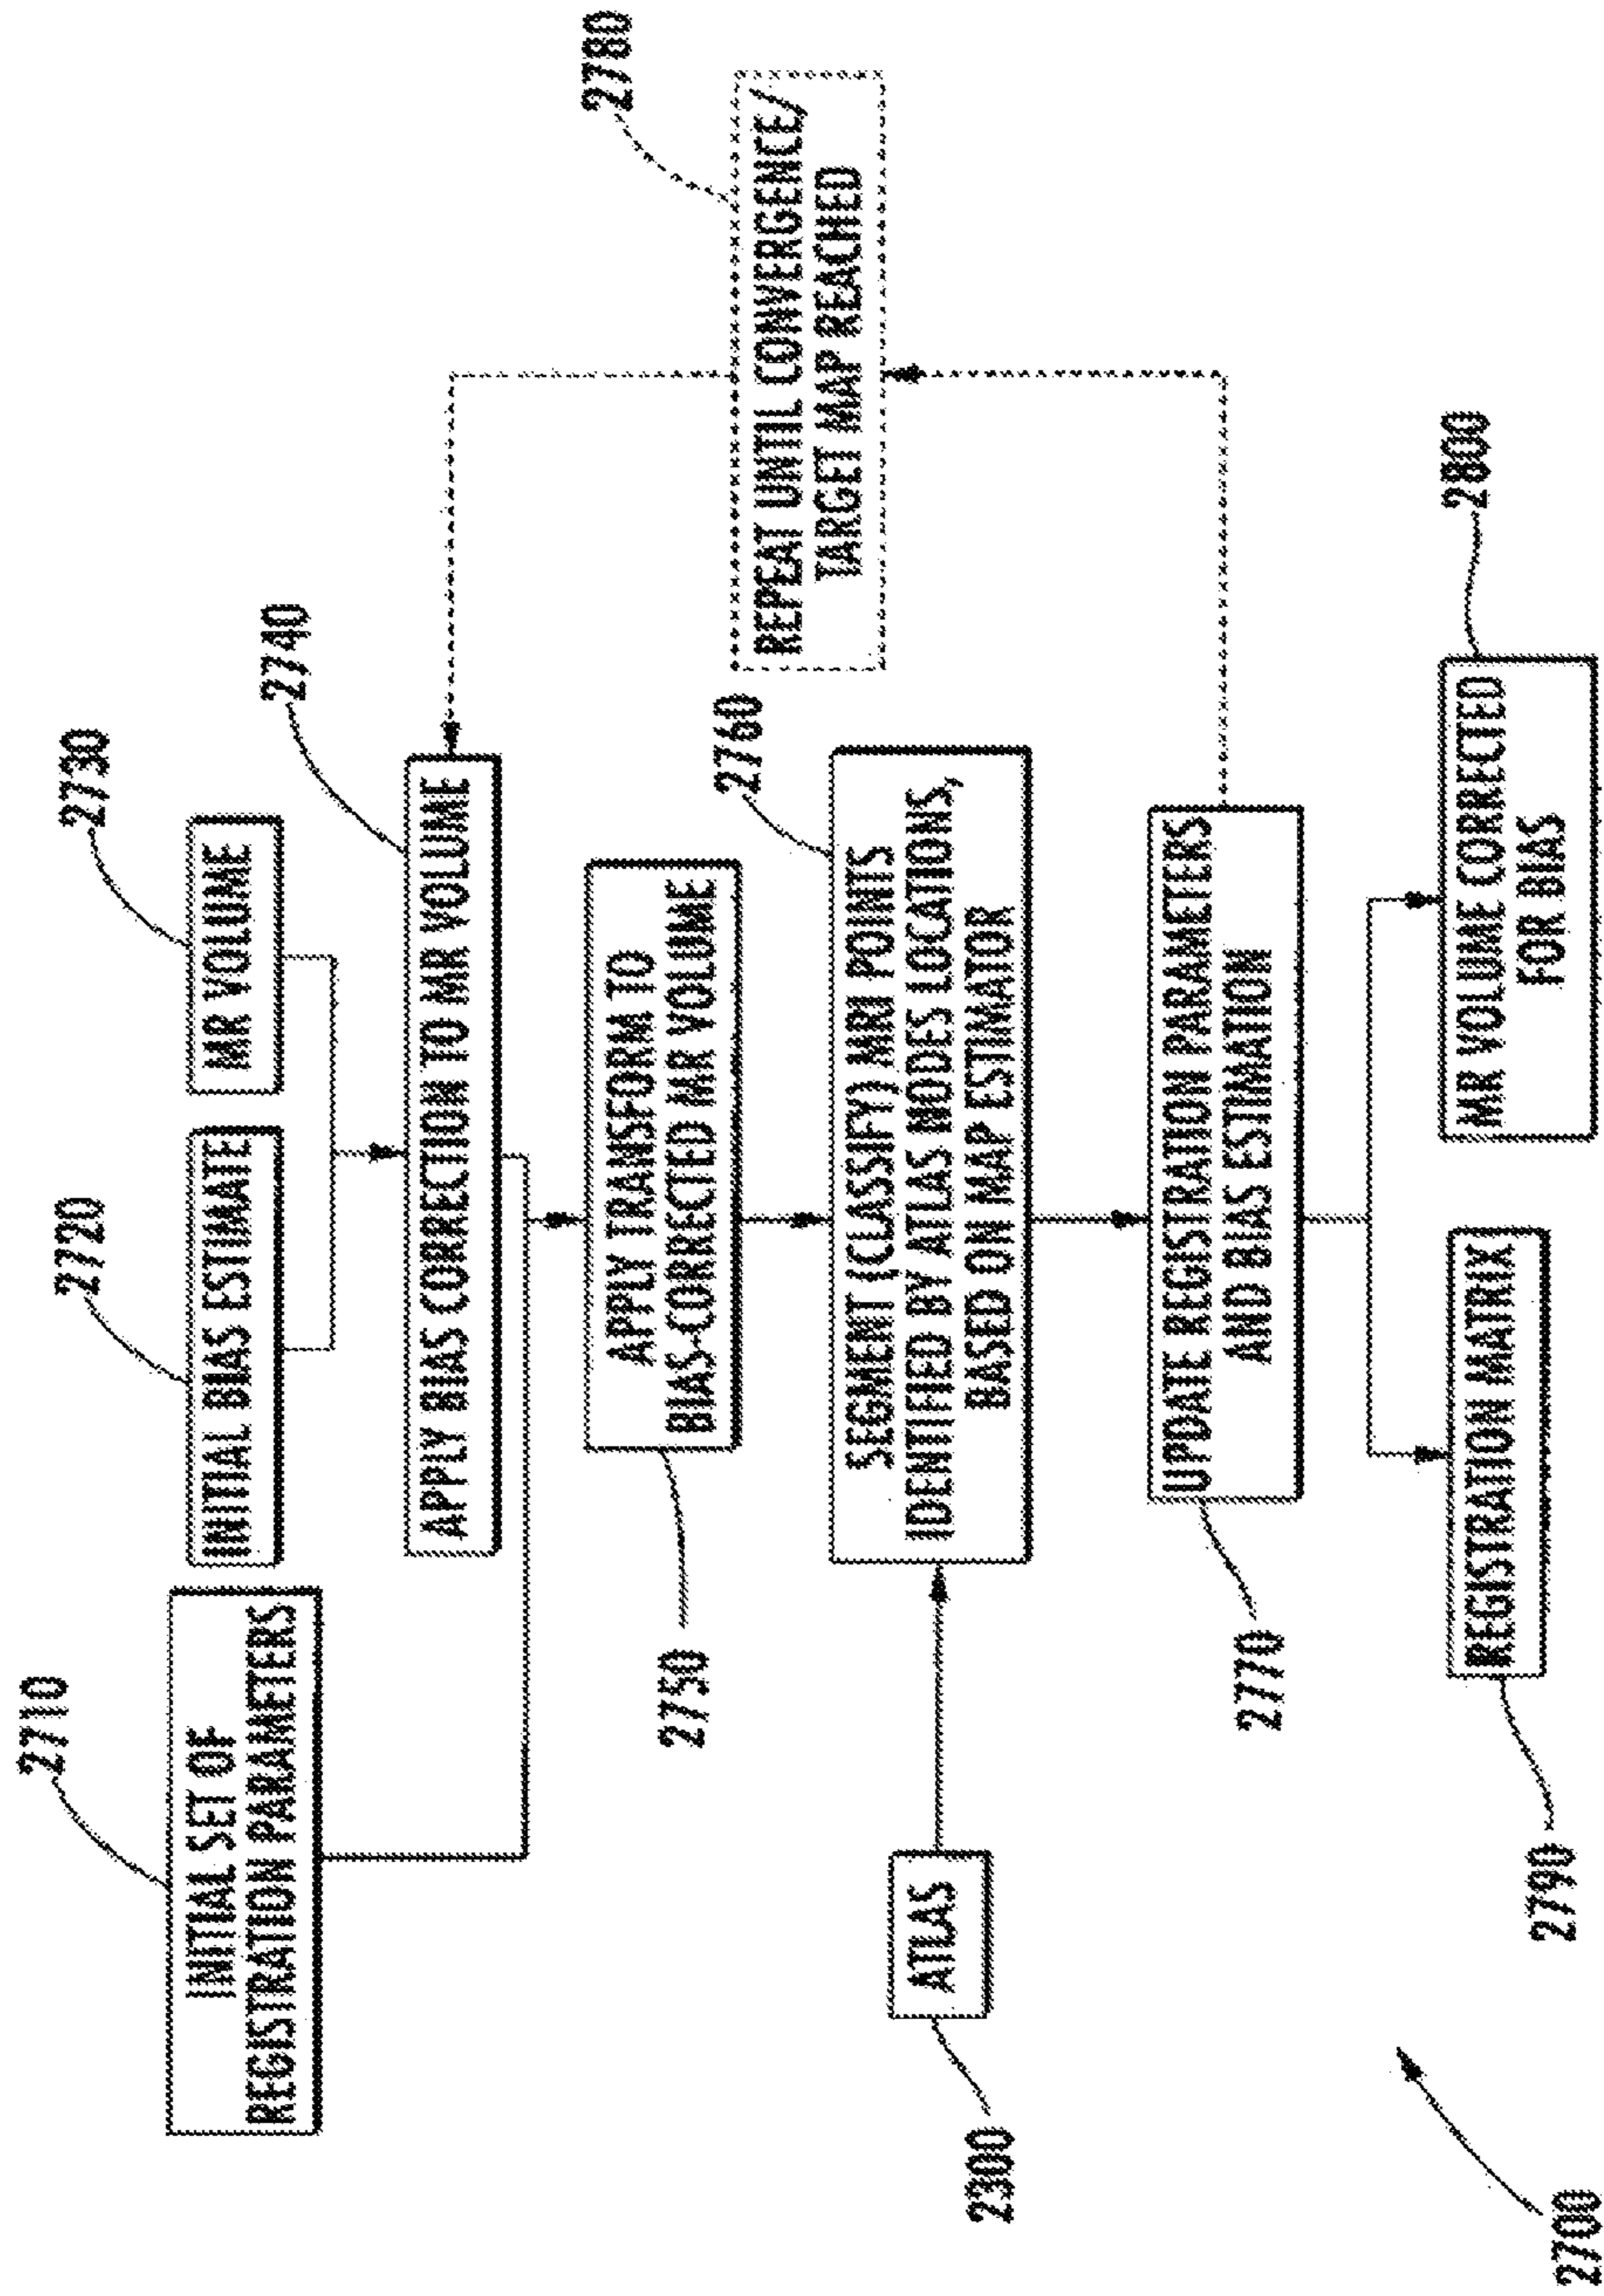 2710
INITIAL SET OF
REGISTRATION PARAMETERS
2720
INITIAL BIAS ESTIMATE
2730
MR VOLUME
2740
APPLY BIAS CORRECTION TO MR VOLUME
2750
APPLY TRANSFORM TO
BIAS-CORRECTED MR VOLUME
2780
REPEAT UNTIL CONVERGENCE/
TARGET MAP REACHED
2300
ATLAS
2760
SEGMENT (CLASSIFY) MRI POINTS
IDENTIFIED BY ATLAS NODES LOCATIONS,
BASED ON MAP ESTIMATOR
2770
UPDATE REGISTRATION PARAMETERS
AND BIAS ESTIMATION
2790
REGISTRATION MATRIX
2800
MR VOLUME CORRECTED
FOR BIAS
2700